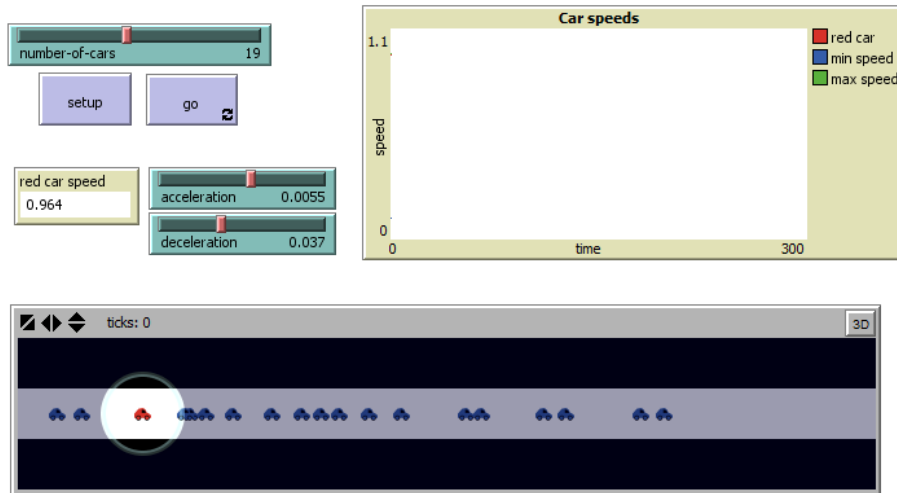 number-of-cars 19
setup
go
red car speed
0.964
acceleration 0.0055
deceleration 0.037
Car speeds
1.1
speed
0
0 time 300
red car
min speed
max speed
ticks: 0
3D